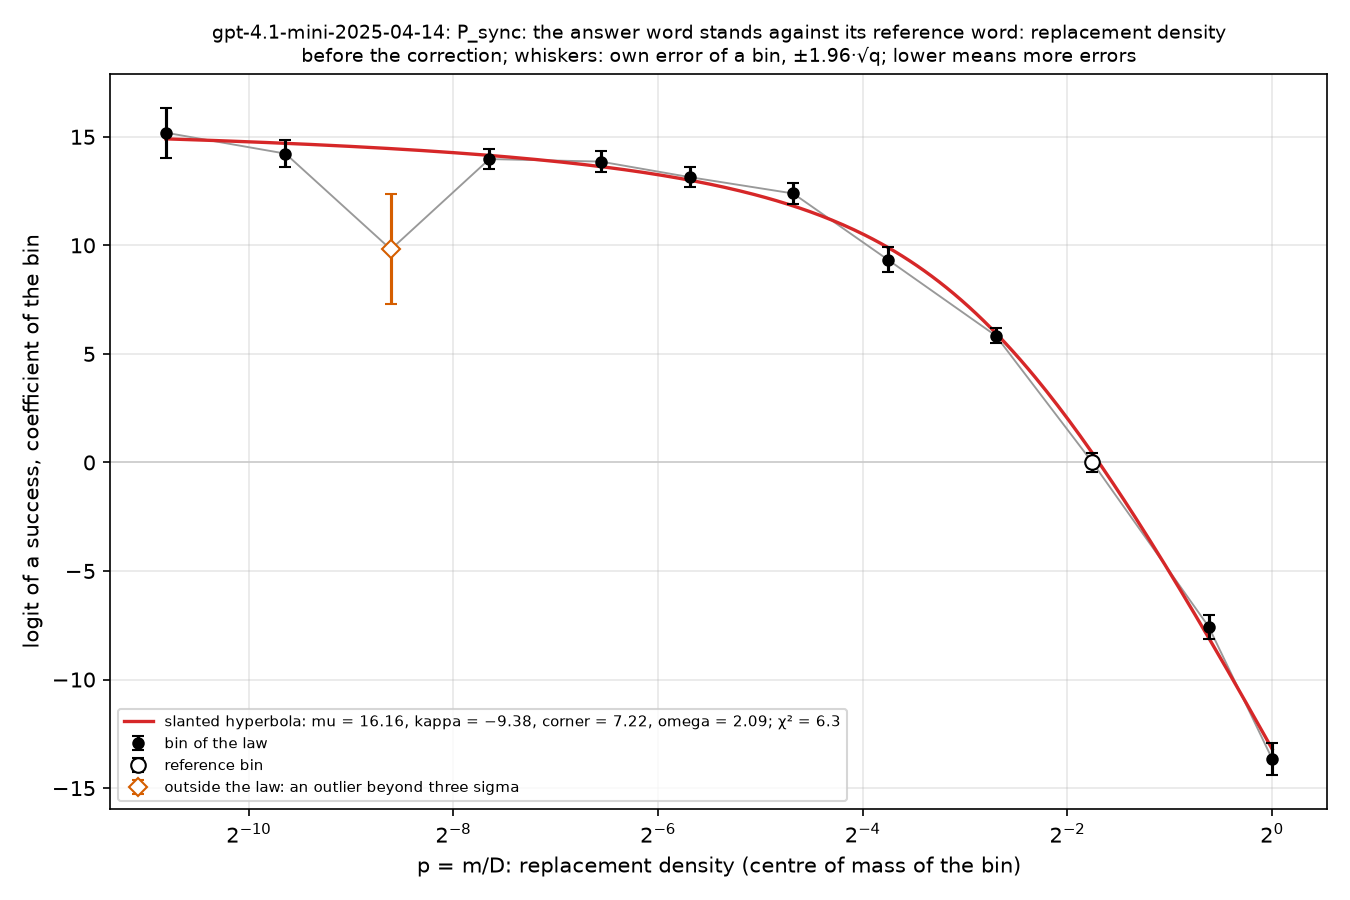 gpt-4.1-mini-2025-04-14: P_sync: the answer word stands against its reference word: replacement density
before the correction; whiskers: own error of a bin, ±1.96·√q; lower means more errors
logit of a success, coefficient of the bin
15
10
5
0
−5
−10
−15
slanted hyperbola: mu = 16.16, kappa = −9.38, corner = 7.22, omega = 2.09; χ² = 6.3
bin of the law
reference bin
outside the law: an outlier beyond three sigma
2⁻¹⁰ 2⁻⁸ 2⁻⁶ 2⁻⁴ 2⁻² 2⁰
p = m/D: replacement density (centre of mass of the bin)